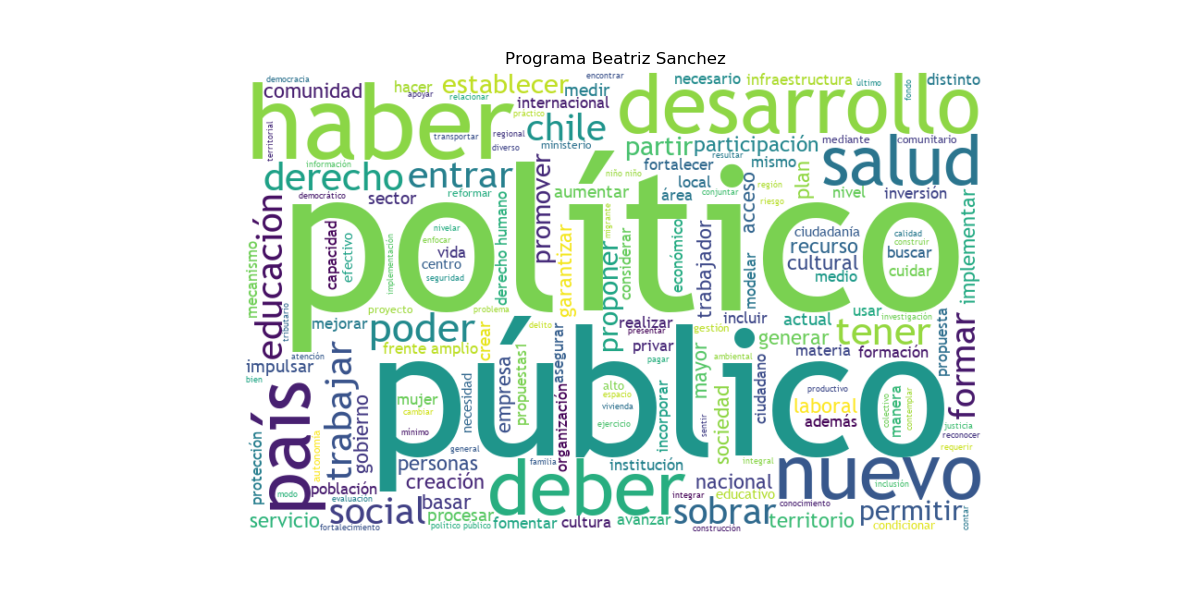 Programa Beatriz Sanchez
democracia
comunidad
hacer
apoyar
establecer
relacionar
medir
encontrar
necesario
infraestructura
último
fondo
distinto
haber
internacional
practico
chile
desarrollo
territorial
transportar
regional
diverso
ministerio
partir
participación
mediante
comunitario
información
derecho
entrar
promover
fortalecer
resultar
mismo
salud
sector
reformar
niño niño
aumentar
local
área
conjuntar
acceso
región
riesgo
plan
nivel
inversión
democrático
político
educación
mecanismo
capacidad
efectivo
nivelar
enfocar
vida
centro
implementación
seguridad
derecho humano
garantizar
proponer
migrante
considerar
económico
trabajador
modelar
ciudadanía
recurso
cultural
medio
calidad
construir
buscar
cuidar
implementar
tributario
mejorar
proyecto
poder
problema
crear
delito
asegurar
realizar
presentar
privar
gestión
incluir
generar
actual
usar
investigación
tener
propuesta
impulsar
atención
frente amplio
propuestas1
pagar
mayor
ambiental
ciudadano
materia
formación
formar
bien
país
trabajar
gobierno
mujer
cambiar
mínimo
necesidad
empresa
público
organización
alto
espacio
vivienda
ejercicio
incorporar
sentir
sociedad
productivo
laboral
además
colectivo
manera
contemplar
justicia
reconocer
requerir
protección
autonomía
personas
general
familia
institución
integral
nuevo
modo
población
evaluación
creación
basar
deber
integrar
nacional
educativo
conocimiento
inclusión
permitir
contar
servicio
fortalecimiento
social
procesar
político público
fomentar
cultura
avanzar
sobrar
construcción
territorio
condicionar